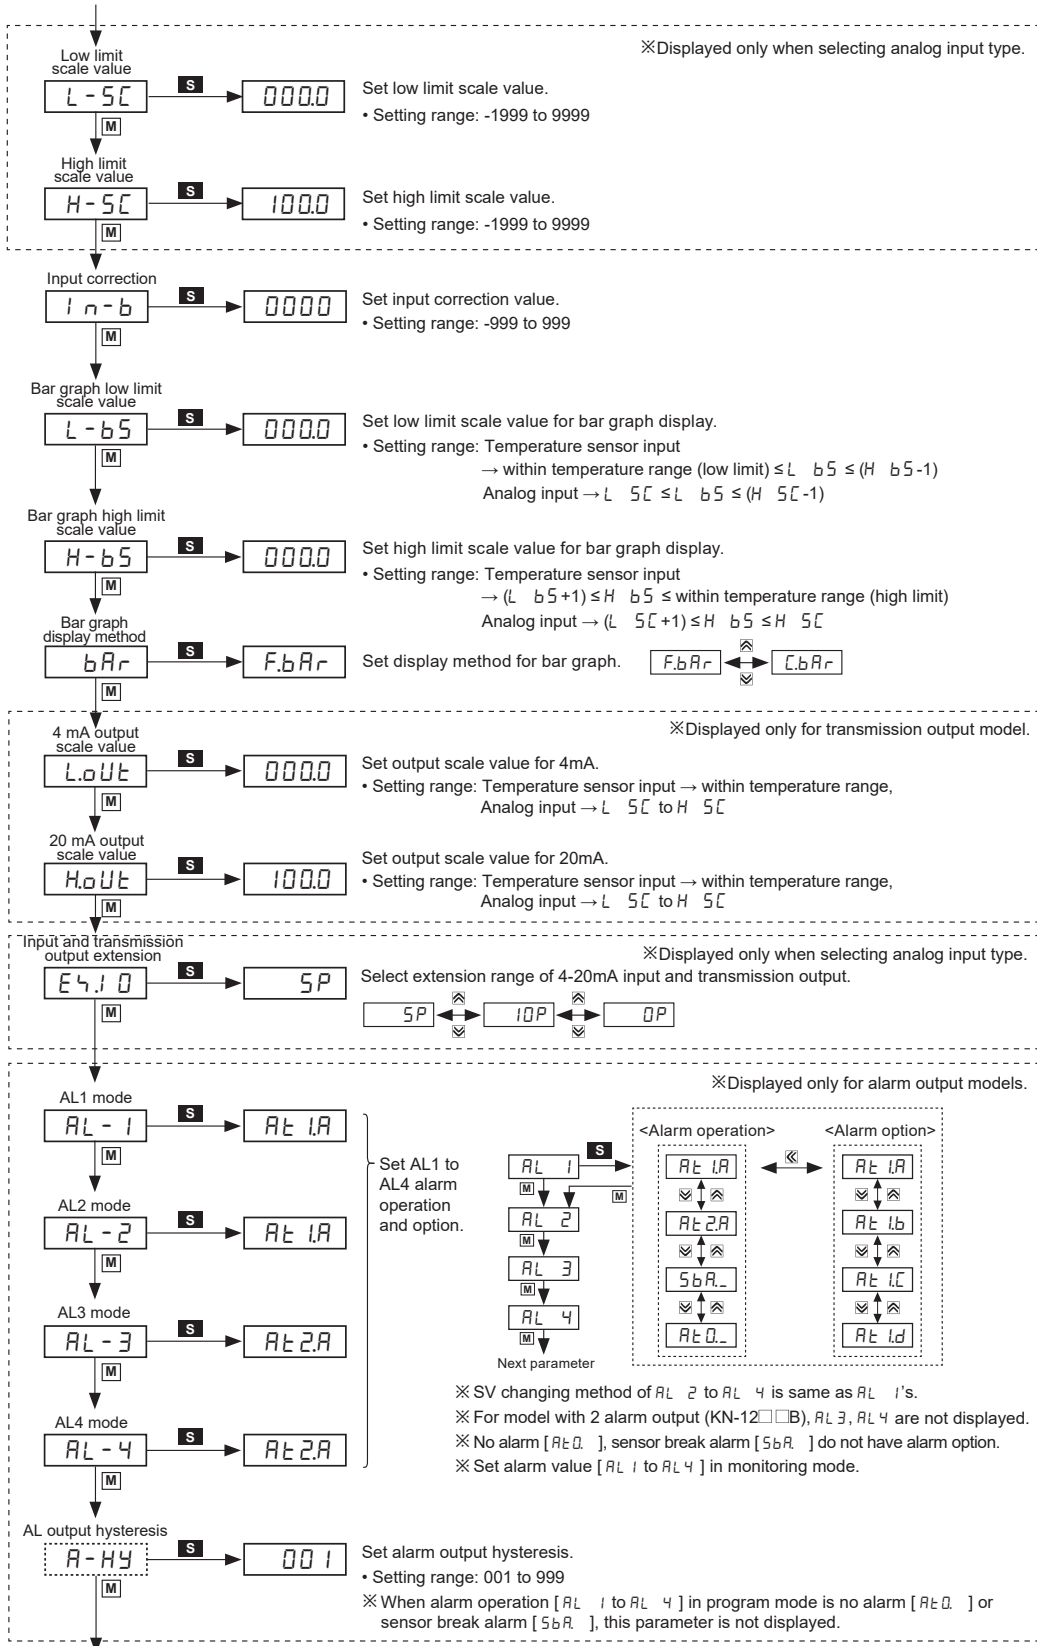 ※Displayed only when selecting analog input type.
Low limit
scale value
L-SC
S
000.0
Set low limit scale value.
• Setting range: -1999 to 9999
M
High limit
scale value
H-SC
S
100.0
Set high limit scale value.
• Setting range: -1999 to 9999
M
Input correction
In-b
S
0000
Set input correction value.
• Setting range: -999 to 999
M
Bar graph low limit
scale value
L-bS
S
000.0
Set low limit scale value for bar graph display.
• Setting range: Temperature sensor input
→ within temperature range (low limit) ≤ L bS ≤ (H bS-1)
Analog input → L SC ≤ L bS ≤ (H SC-1)
M
Bar graph high limit
scale value
H-bS
S
000.0
Set high limit scale value for bar graph display.
• Setting range: Temperature sensor input
→ (L bS+1) ≤ H bS ≤ within temperature range (high limit)
Analog input → (L SC+1) ≤ H bS ≤ H SC
M
Bar graph
display method
bAr
S
F.bAr
Set display method for bar graph.
F.bAr
C.bAr
M
※Displayed only for transmission output model.
4 mA output
scale value
L.oUt
S
000.0
Set output scale value for 4mA.
• Setting range: Temperature sensor input → within temperature range,
Analog input → L SC to H SC
M
20 mA output
scale value
H.oUt
S
100.0
Set output scale value for 20mA.
• Setting range: Temperature sensor input → within temperature range,
Analog input → L SC to H SC
M
※Displayed only when selecting analog input type.
Input and transmission
output extension
S
5P
Select extension range of 4-20mA input and transmission output.
5P
10P
0P
M
※Displayed only for alarm output models.
AL1 mode
AL-1
S
At1.A
M
AL2 mode
AL-2
S
At1.A
M
AL3 mode
AL-3
S
At2.A
M
AL4 mode
AL-4
S
At2.A
M
Set AL1 to
AL4 alarm
operation
and option.
AL 1
S
M
M
AL 2
M
AL 3
M
AL 4
M
Next parameter
<Alarm operation>
At1.A
At2.A
SbA._
At0._
<Alarm option>
At1.A
At1.b
At1.C
At1.d
※ SV changing method of AL 2 to AL 4 is same as AL 1's.
※ For model with 2 alarm output (KN-12□□B), AL3, AL4 are not displayed.
※ No alarm [ At0. ], sensor break alarm [ SbA. ] do not have alarm option.
※ Set alarm value [ AL1 to AL4 ] in monitoring mode.
AL output hysteresis
A-HY
S
001
Set alarm output hysteresis.
• Setting range: 001 to 999
※ When alarm operation [ AL 1 to AL 4 ] in program mode is no alarm [ At0. ] or
sensor break alarm [ SbA. ], this parameter is not displayed.
M